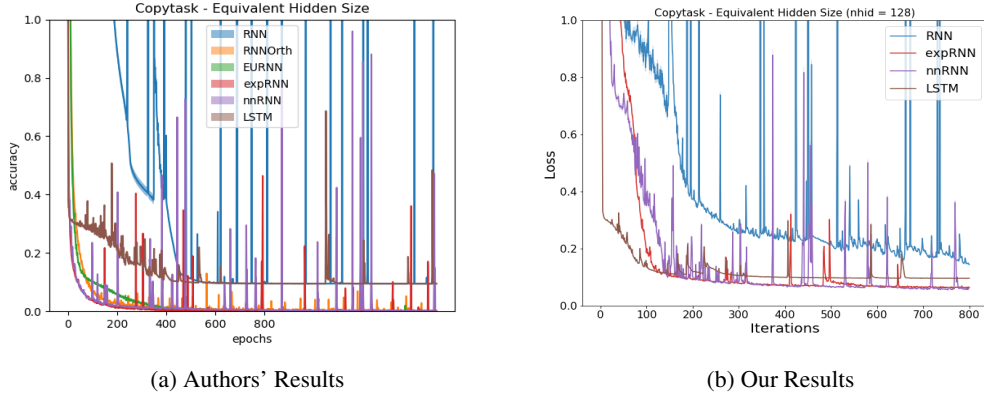 Copytask - Equivalent Hidden Size
1.0
0.8
0.6
0.4
0.2
0.0
accuracy
RNN
RNNOrth
EURNN
expRNN
nnRNN
LSTM
0 200 400 600 800
epochs
(a) Authors' Results
Copytask - Equivalent Hidden Size (nhid = 128)
1.0
0.8
0.6
0.4
0.2
0.0
Loss
RNN
expRNN
nnRNN
LSTM
0 100 200 300 400 500 600 700 800
Iterations
(b) Our Results